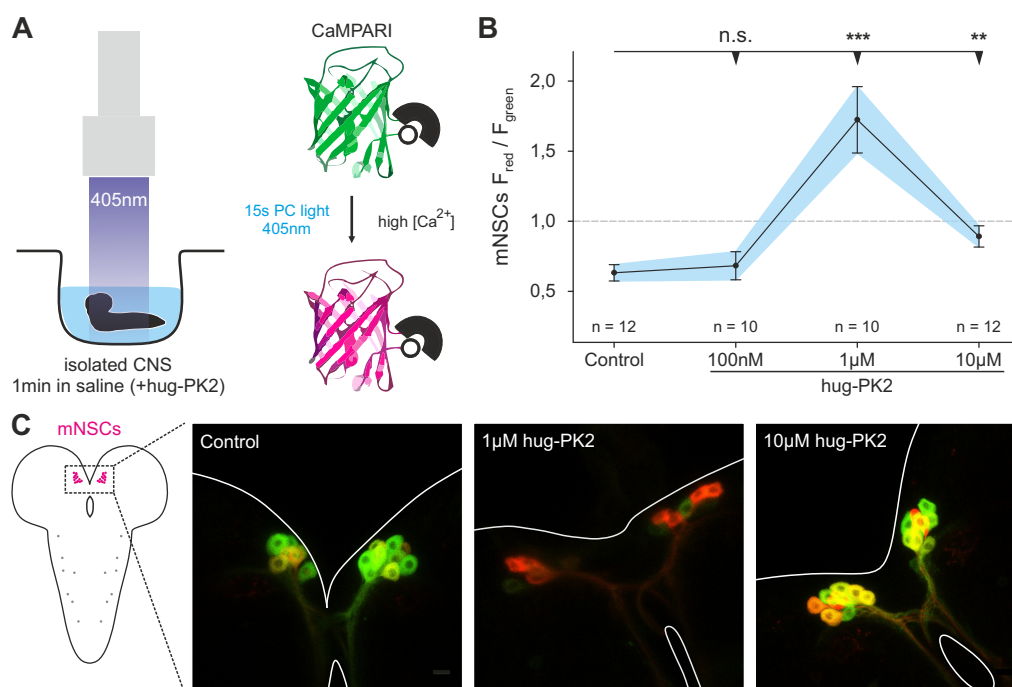 A
405nm
isolated CNS
1min in saline (+hug-PK2)
CaMPARI
15s PC light
405nm
high [Ca²⁺]
B
n.s.
***
**
mNSCs F_red / F_green
2,0
1,5
1,0
0,5
n = 12
n = 10
n = 10
n = 12
Control
100nM
1µM
10µM
hug-PK2
C
mNSCs
Control
1µM hug-PK2
10µM hug-PK2